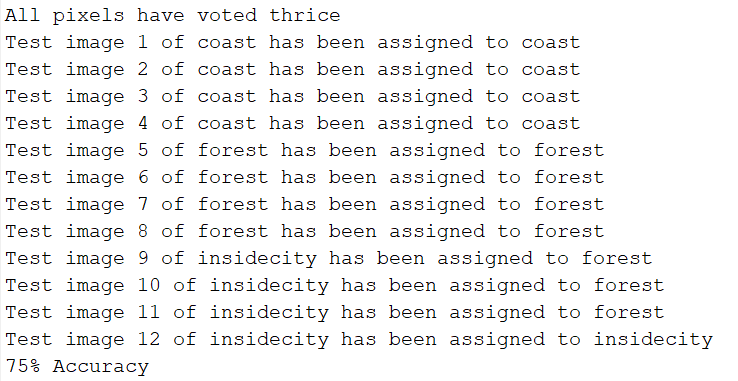 All pixels have voted thrice
Test image 1 of coast has been assigned to coast
Test image 2 of coast has been assigned to coast
Test image 3 of coast has been assigned to coast
Test image 4 of coast has been assigned to coast
Test image 5 of forest has been assigned to forest
Test image 6 of forest has been assigned to forest
Test image 7 of forest has been assigned to forest
Test image 8 of forest has been assigned to forest
Test image 9 of insidecity has been assigned to forest
Test image 10 of insidecity has been assigned to forest
Test image 11 of insidecity has been assigned to forest
Test image 12 of insidecity has been assigned to insidecity
75% Accuracy